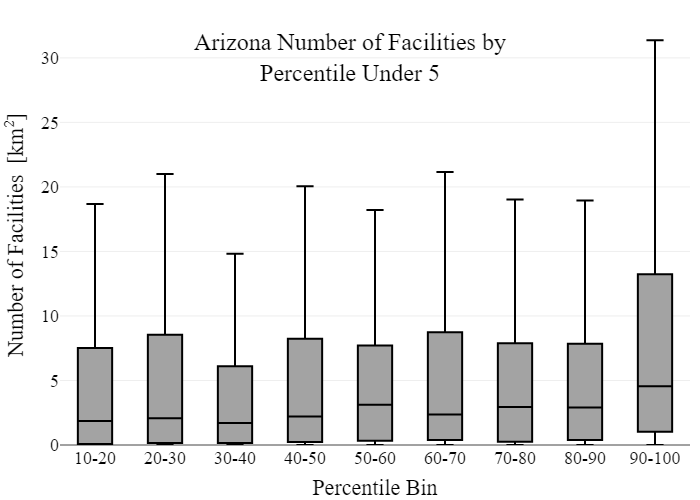 Arizona Number of Facilities by
Percentile Under 5
Number of Facilities [km²]
30
25
20
15
10
5
0
10-20 20-30 30-40 40-50 50-60 60-70 70-80 80-90 90-100
Percentile Bin